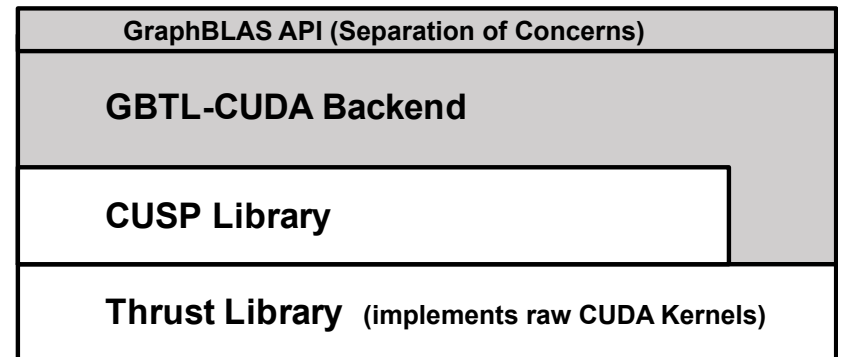 GraphBLAS API (Separation of Concerns)
GBTL-CUDA Backend
CUSP Library
Thrust Library (implements raw CUDA Kernels)